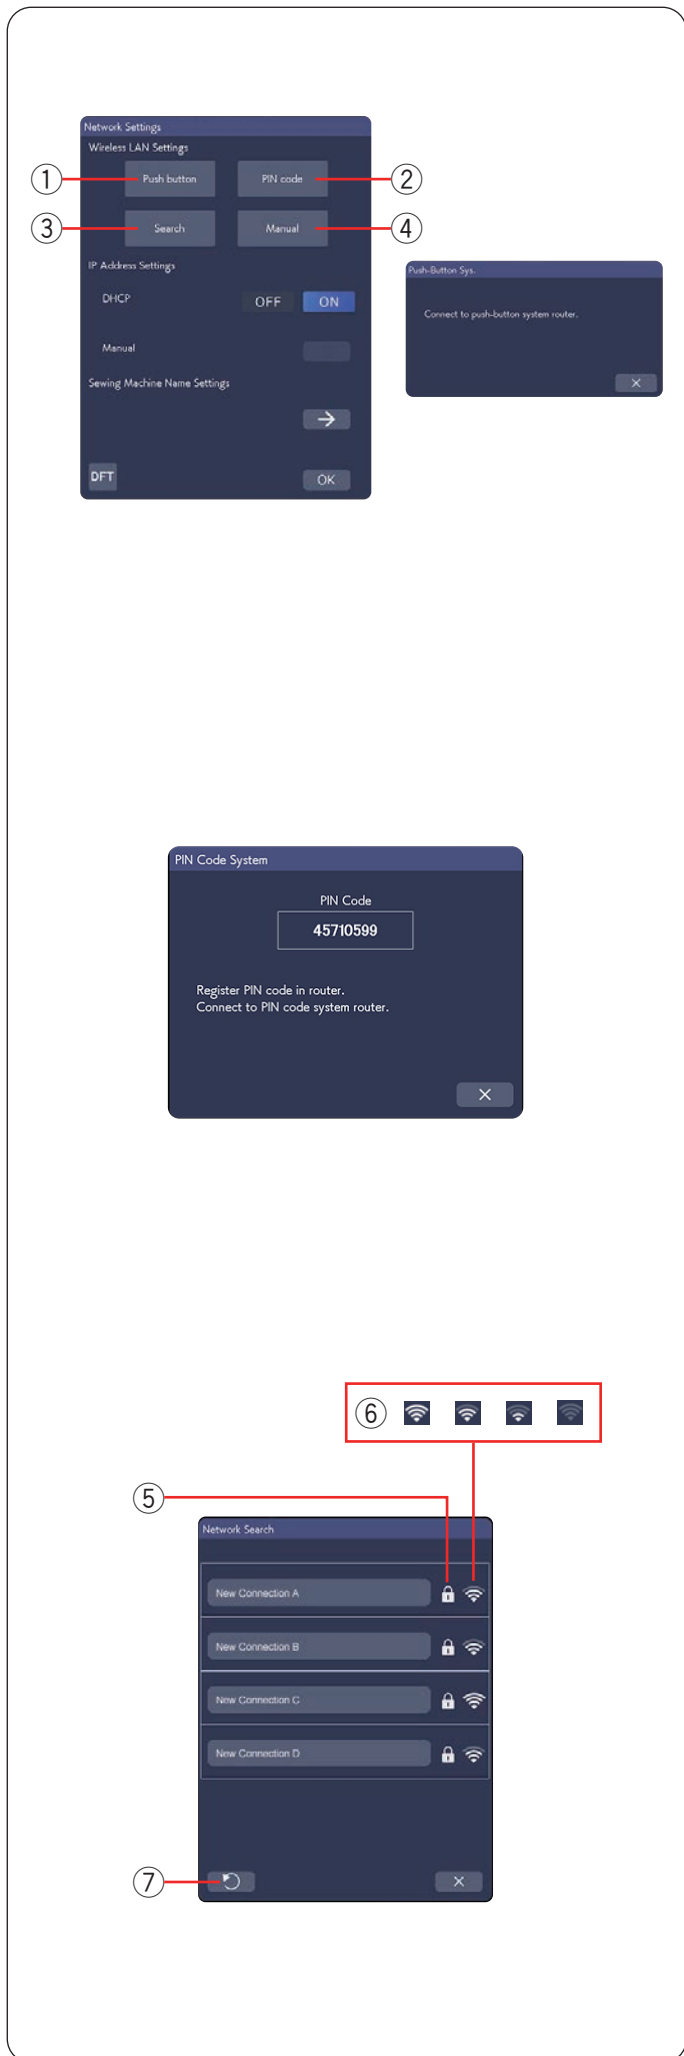 Network Settings
Wireless LAN Settings
① Push button PIN code ②
③ Search Manual ④
IP Address Settings
DHCP OFF ON
Manual
Sewing Machine Name Settings
DFT OK
Push-Button Sys.
Connect to push-button system router.
PIN Code System
PIN Code
45710599
Register PIN code in router.
Connect to PIN code system router.
⑥
⑤
Network Search
New Connection A
New Connection B
New Connection C
New Connection D
⑦